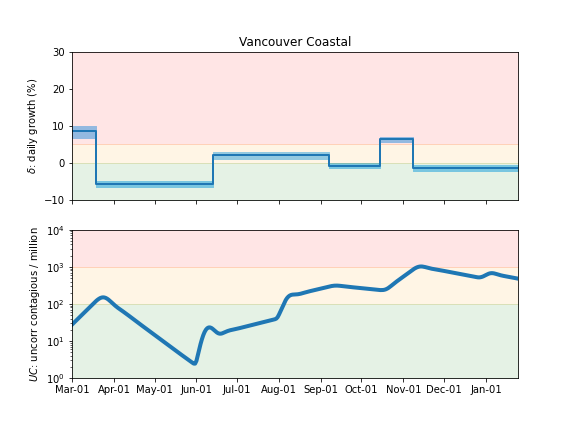 Vancouver Coastal
30
20
10
0
−10
δ: daily growth (%)
10⁴
10³
10²
10¹
10⁰
UC: uncorr contagious / million
Mar-01 Apr-01 May-01 Jun-01 Jul-01 Aug-01 Sep-01 Oct-01 Nov-01 Dec-01 Jan-01